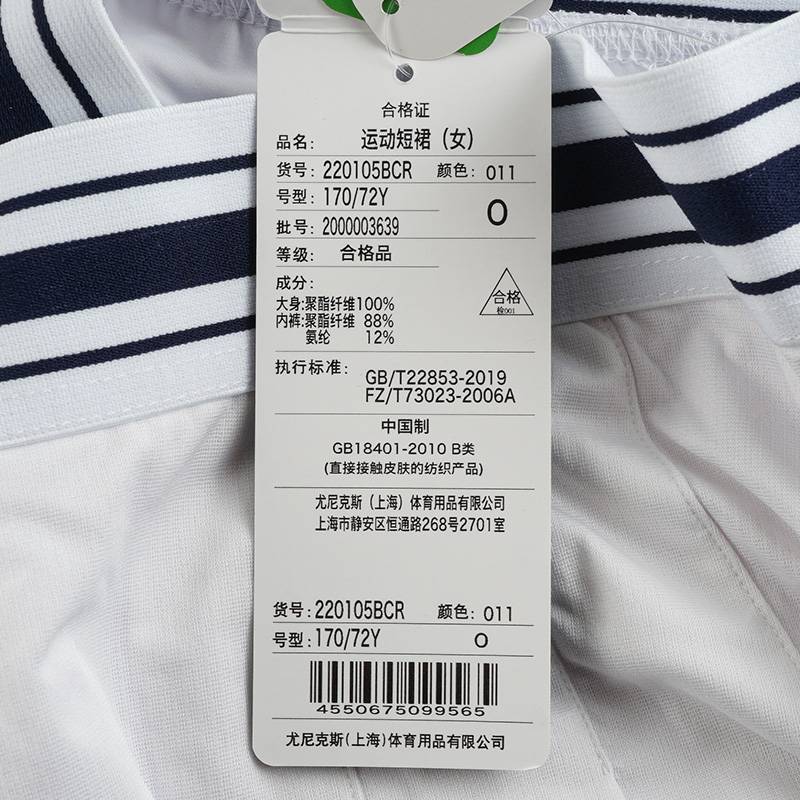 合格证
品名: 运动短裙（女）
货号: 220105BCR 颜色: 011
号型: 170/72Y O
批号: 2000003639
等级: 合格品
成分:
大身:聚酯纤维100%
内裤:聚酯纤维 88%
氨纶 12%
合格
检001
执行标准: GB/T22853-2019
FZ/T73023-2006A
中国制
GB18401-2010 B类
(直接接触皮肤的纺织产品)
尤尼克斯（上海）体育用品有限公司
上海市静安区恒通路268号2701室
货号: 220105BCR 颜色: 011
号型: 170/72Y O
4550675099565
尤尼克斯(上海)体育用品有限公司